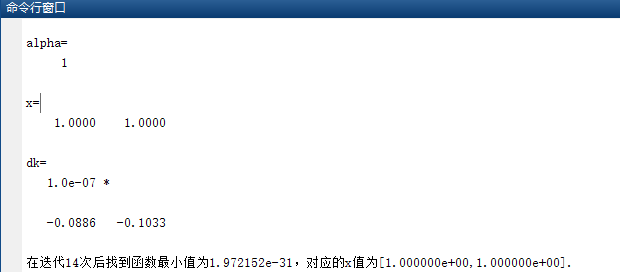 命令行窗口
alpha=
1
x=
1.0000 1.0000
dk=
1.0e-07 *
-0.0886 -0.1033
在迭代14次后找到函数最小值为1.972152e-31，对应的x值为[1.000000e+00,1.000000e+00].